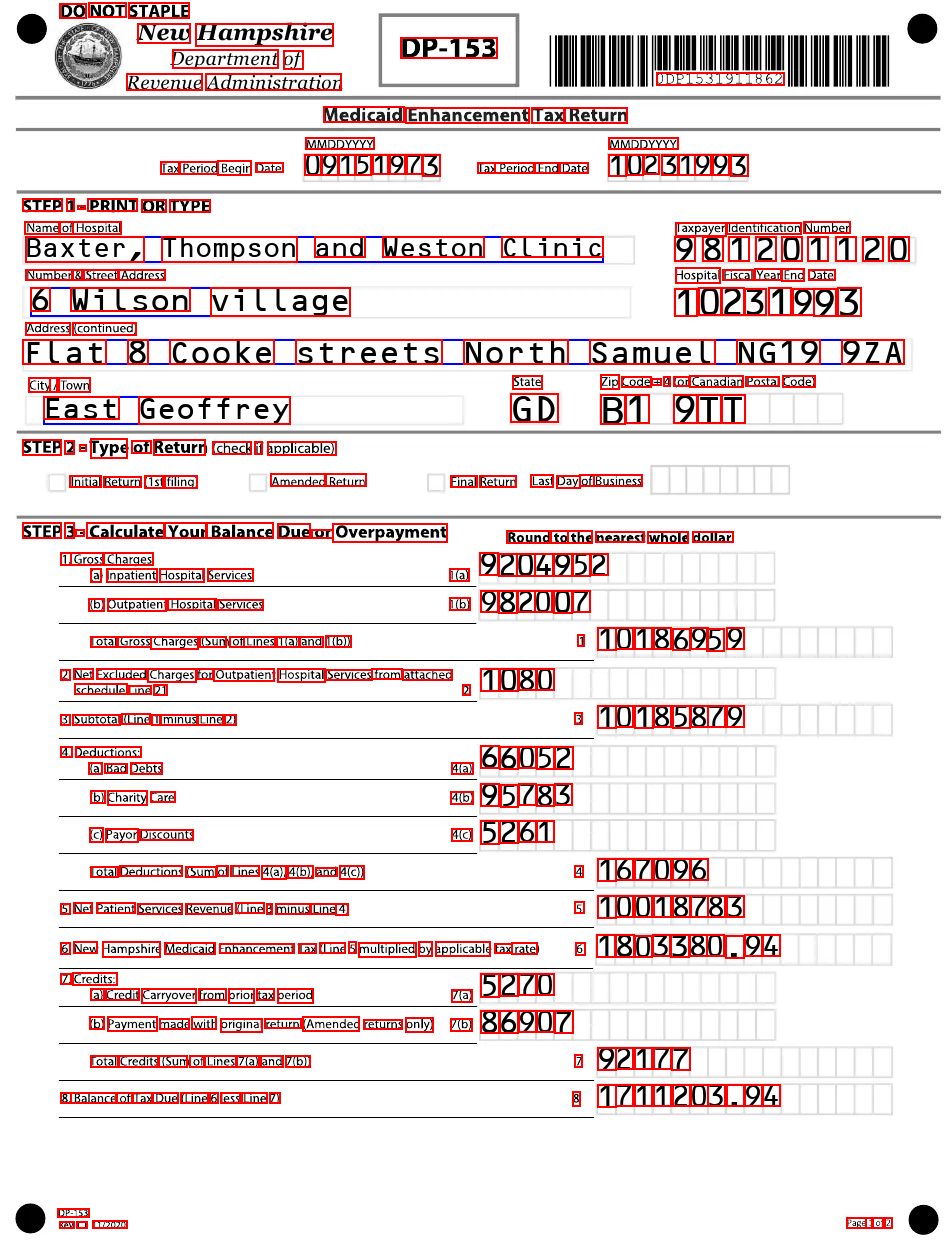 DO NOT STAPLE
New Hampshire
Department of
Revenue Administration
DP-153
0DP1531911862
Medicaid Enhancement Tax Return
MMDDYYYY MMDDYYYY
Tax Period Begin Date 09151973 Tax Period End Date 10231993
STEP 1 - PRINT OR TYPE
Name of Hospital Taxpayer Identification Number
Baxter, Thompson and Weston Clinic 981201120
Number & Street Address Hospital Fiscal Year End Date
6 Wilson village 10231993
Address (continued)
Flat 8 Cooke streets North Samuel NG19 9ZA
City / Town State Zip Code + 4 (or Canadian Postal Code)
East Geoffrey GD B1 9TT
STEP 2 - Type of Return (check if applicable)
Initial Return (1st filing) Amended Return Final Return Last Day of Business
STEP 3 - Calculate Your Balance Due or Overpayment
Round to the nearest whole dollar
1. Gross Charges
(a) Inpatient Hospital Services 1(a) 9204952
(b) Outpatient Hospital Services 1(b) 982007
Total Gross Charges (Sum of Lines 1(a) and 1(b)) 1 10186959
2. Net Excluded Charges for Outpatient Hospital Services from attached
schedule Line 21 2 1080
3. Subtotal (Line 1 minus Line 2) 3 10185879
4. Deductions:
(a) Bad Debts 4(a) 66052
(b) Charity Care 4(b) 95783
(c) Payor Discounts 4(c) 5261
Total Deductions (Sum of Lines 4(a), 4(b), and 4(c)) 4 167096
5. Net Patient Services Revenue (Line 3 minus Line 4) 5 10018783
6. New Hampshire Medicaid Enhancement Tax (Line 5 multiplied by applicable tax rate) 6 1803380.94
7. Credits:
(a) Credit Carryover from prior tax period 7(a) 5270
(b) Payment made with original return (Amended returns only) 7(b) 86907
Total Credits (Sum of Lines 7(a) and 7(b)) 7 92177
8. Balance of Tax Due (Line 6 less Line 7) 8 1711203.94
DP-153
Rev 11/2020
Page 1 of 2